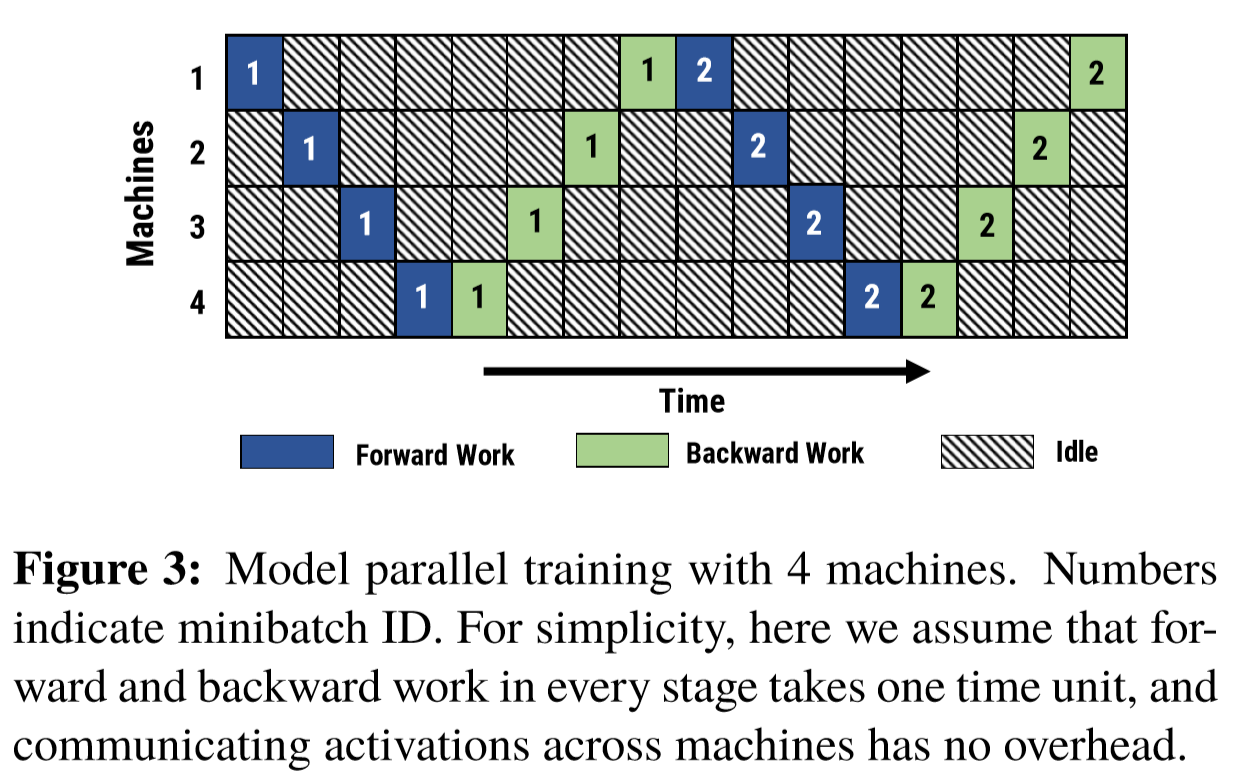 1 1 2 2
1
Machines
1 1 2 2
2
1 1 2 2
3
1 1 2 2
4
Time
Forward Work Backward Work Idle
Figure 3: Model parallel training with 4 machines. Numbers
indicate minibatch ID. For simplicity, here we assume that for-
ward and backward work in every stage takes one time unit, and
communicating activations across machines has no overhead.